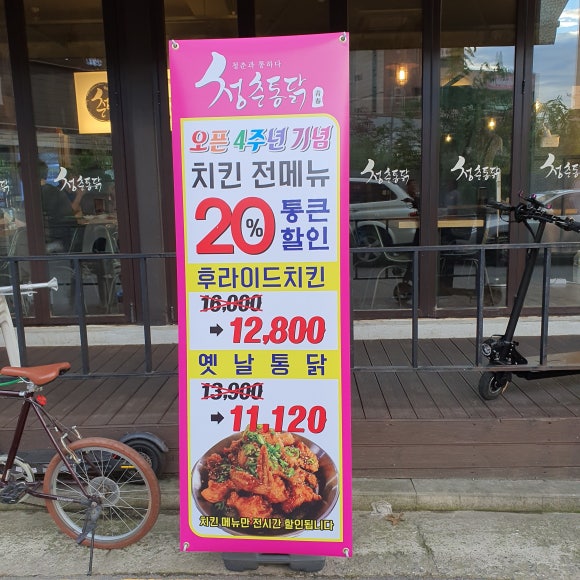 청춘과 통하다
청춘통닭
青春
오픈 4주년 기념
치킨 전메뉴
20%
통큰
할인
후라이드치킨
16,000
→ 12,800
옛날통닭
13,900
→ 11,120
치킨 메뉴만 전시간 할인됩니다
청춘통닭
청춘통닭
청춘통닭
청춘통닭